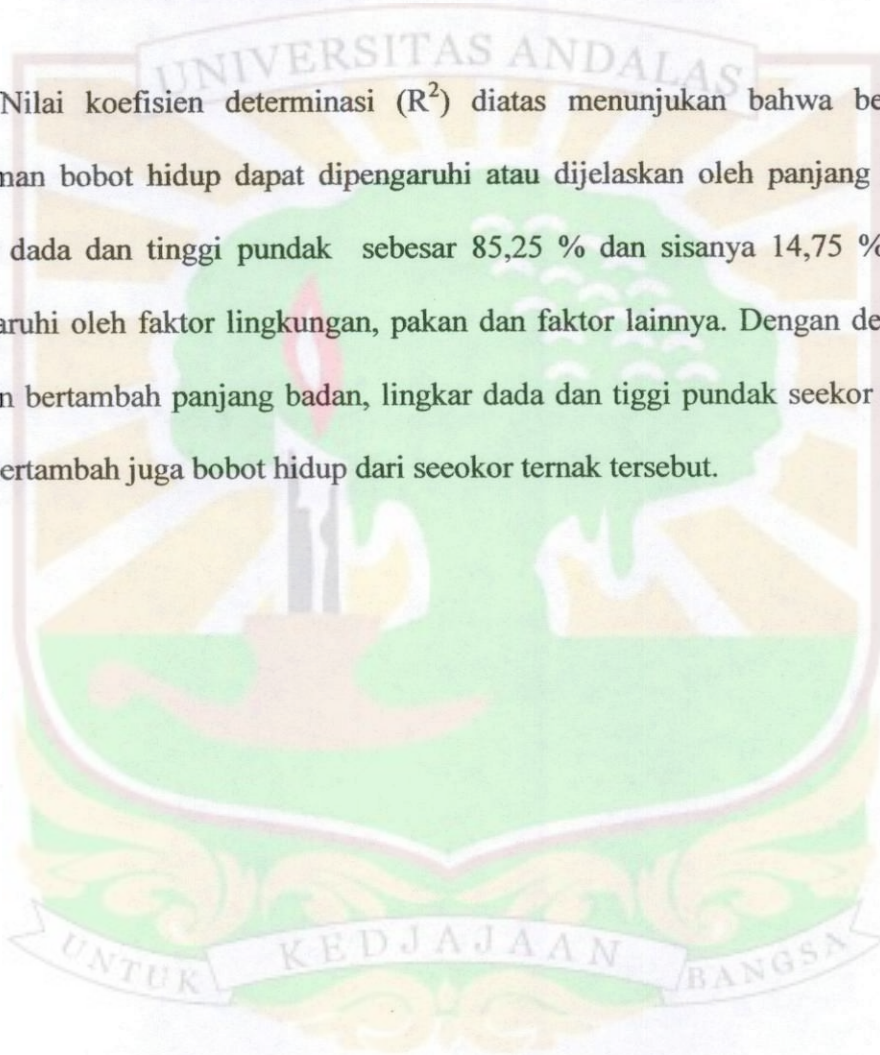 UNIVERSITAS ANDALAS
Nilai koefisien determinasi (R²) diatas menunjukan bahwa be
nan bobot hidup dapat dipengaruhi atau dijelaskan oleh panjang
dada dan tinggi pundak sebesar 85,25 % dan sisanya 14,75 %
aruhi oleh faktor lingkungan, pakan dan faktor lainnya. Dengan de
n bertambah panjang badan, lingkar dada dan tiggi pundak seekor
ertambah juga bobot hidup dari seeokor ternak tersebut.
UNTUK KEDJAJAAN BANGSA